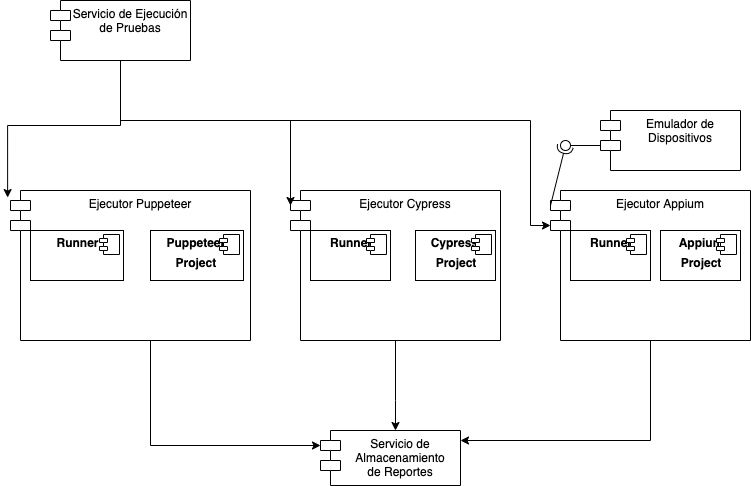 Servicio de Ejecución
de Pruebas
Emulador de
Dispositivos
Ejecutor Puppeteer
Ejecutor Cypress
Ejecutor Appium
Runner
Puppeteer
Project
Runner
Cypress
Project
Runner
Appium
Project
Servicio de
Almacenamiento
de Reportes